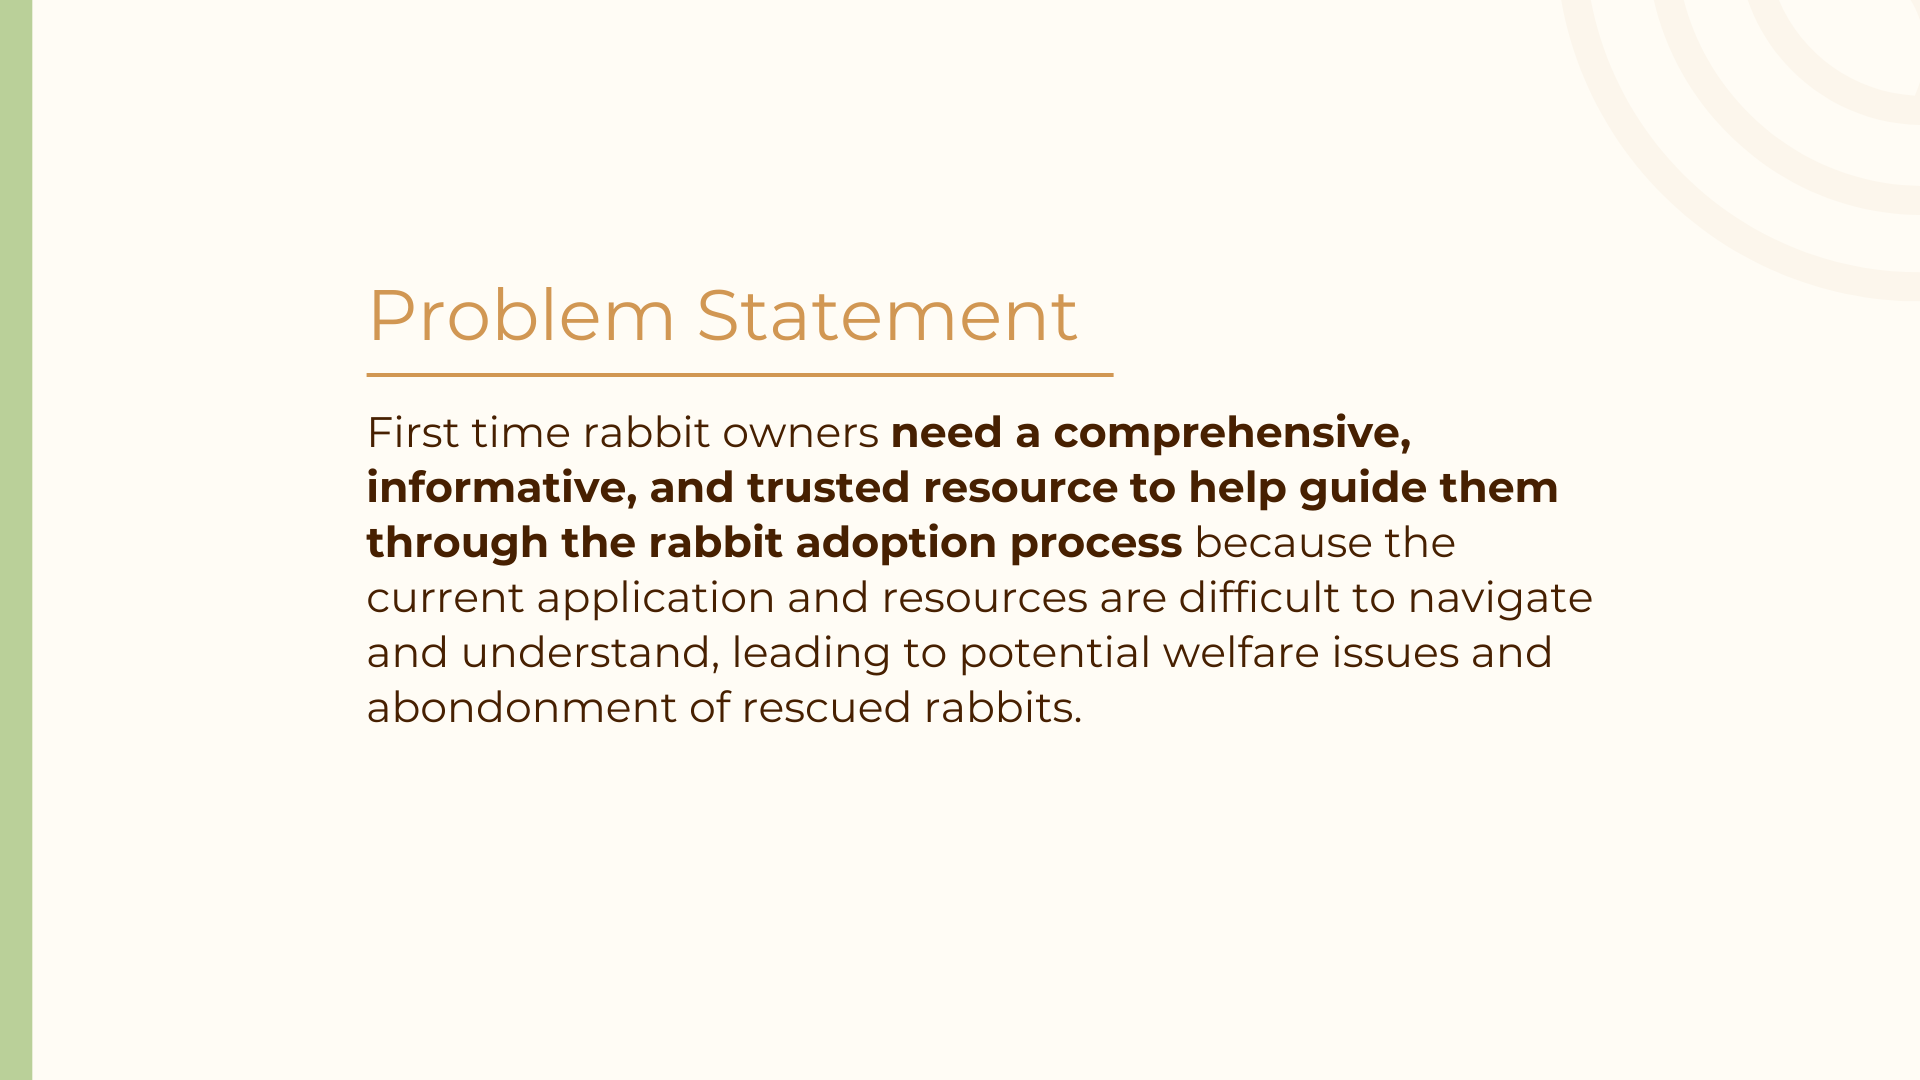 Problem Statement
First time rabbit owners need a comprehensive,
informative, and trusted resource to help guide them
through the rabbit adoption process because the
current application and resources are difficult to navigate
and understand, leading to potential welfare issues and
abondonment of rescued rabbits.